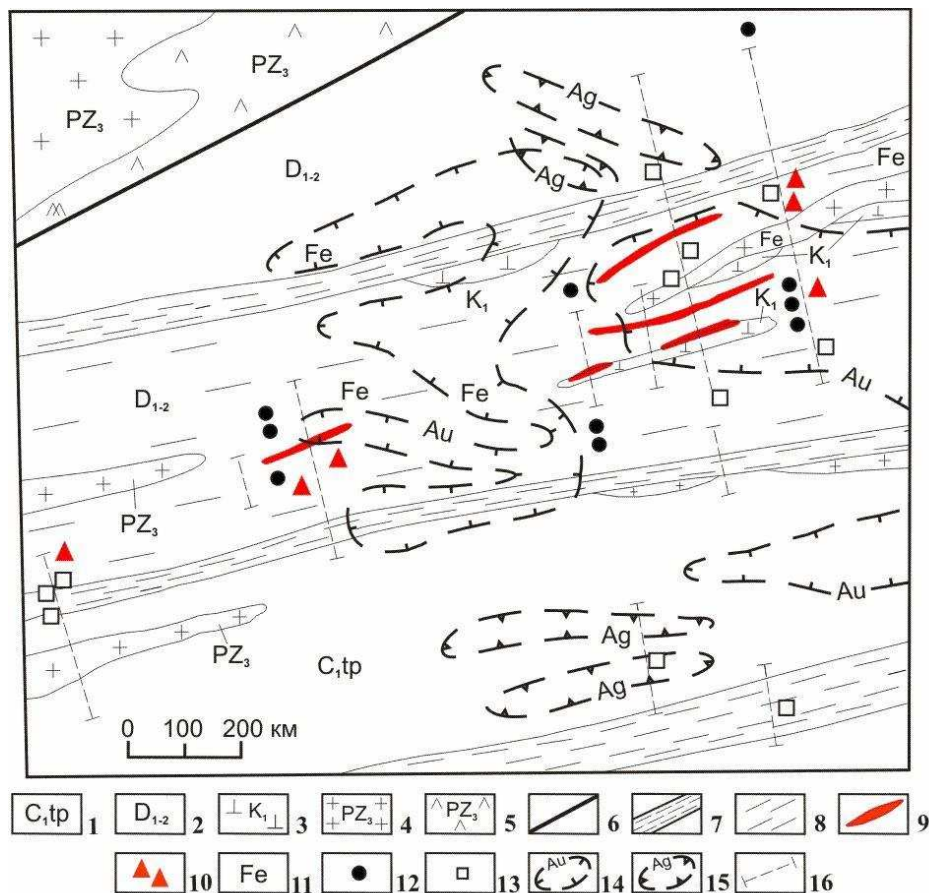 PZ₃
PZ₃
Ag
D₁₋₂
Ag
Fe
Fe
Fe
K₁
K₁
K₁
Fe
Fe
D₁₋₂
Au
Au
PZ₃
Au
PZ₃
Ag
C₁tp
Ag
0 100 200 км
C₁tp 1 D₁₋₂ 2 K₁ 3 PZ₃ 4 PZ₃ 5 6 7 8 9
10 Fe 11 12 13 Au 14 Ag 15 16